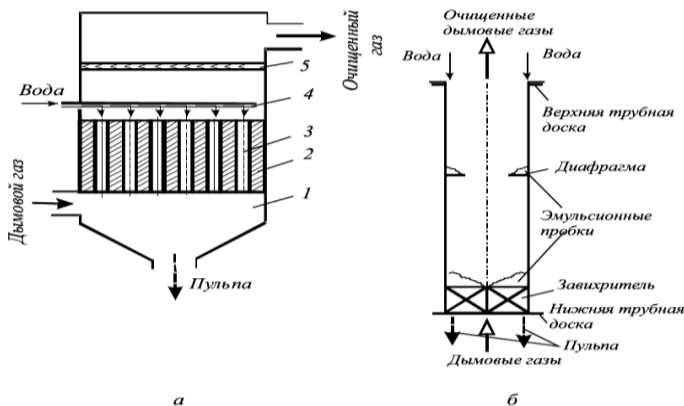 Очищенный
газ
5
Вода
4
3
2
Дымовой газ
1
Пульпа
а
Очищенные
дымовые газы
Вода
Вода
Верхняя трубная
доска
Диафрагма
Эмульсионные
пробки
Завихритель
Нижняя трубная
доска
Пульпа
Дымовые газы
б